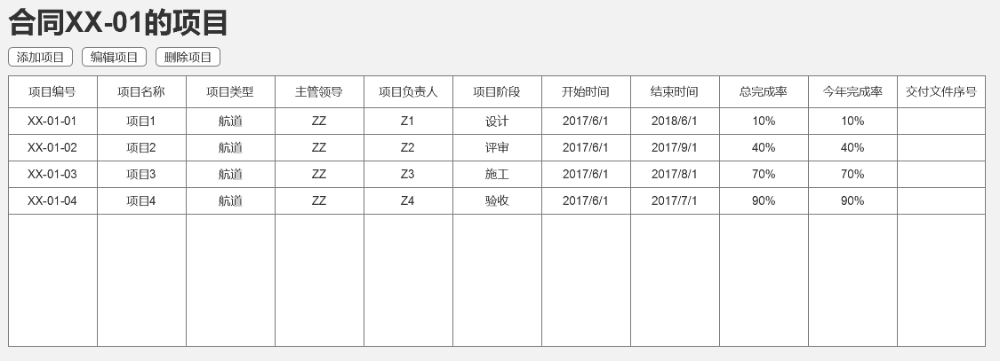 合同XX-01的项目
添加项目 编辑项目 删除项目
项目编号 项目名称 项目类型 主管领导 项目负责人 项目阶段 开始时间 结束时间 总完成率 今年完成率 交付文件序号
XX-01-01 项目1 航道 ZZ Z1 设计 2017/6/1 2018/6/1 10% 10%
XX-01-02 项目2 航道 ZZ Z2 评审 2017/6/1 2017/9/1 40% 40%
XX-01-03 项目3 航道 ZZ Z3 施工 2017/6/1 2017/8/1 70% 70%
XX-01-04 项目4 航道 ZZ Z4 验收 2017/6/1 2017/7/1 90% 90%